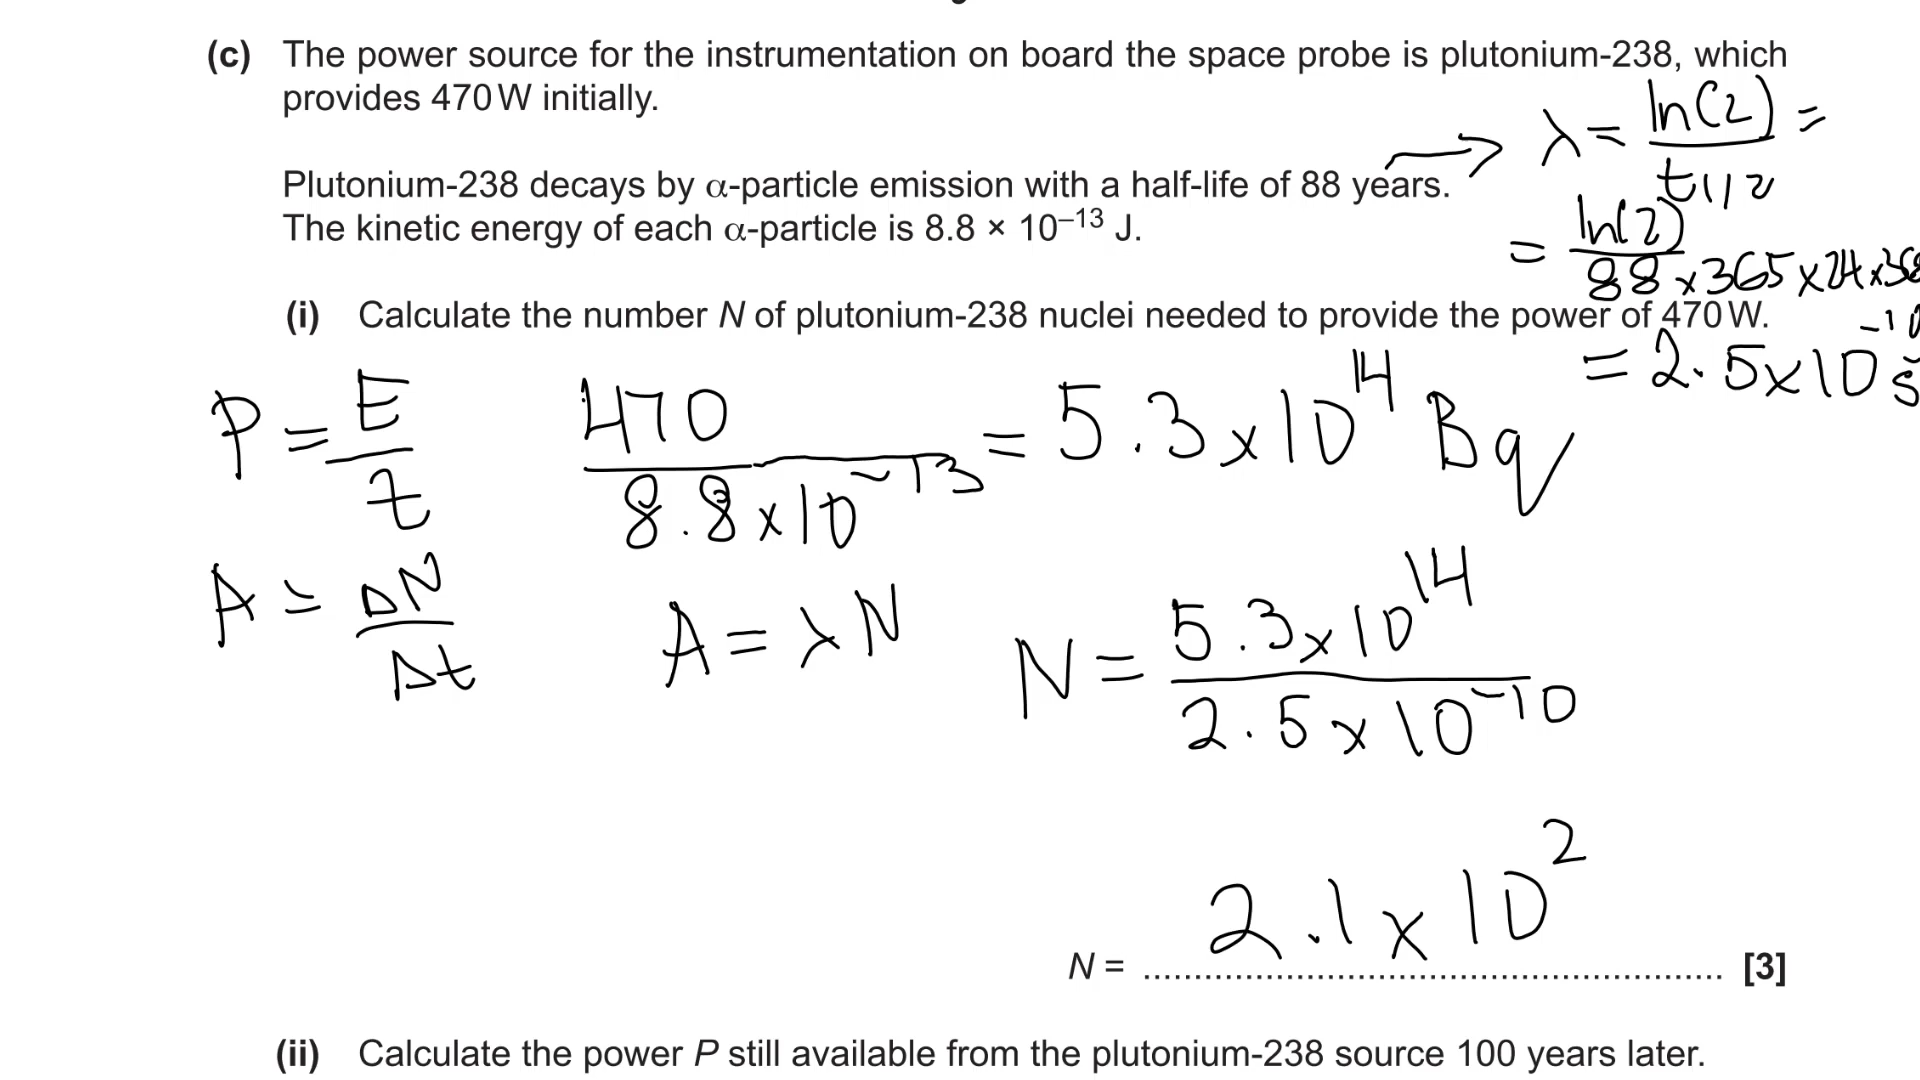 (c) The power source for the instrumentation on board the space probe is plutonium-238, which
provides 470 W initially.
λ = ln(2) / t1/2 =
Plutonium-238 decays by α-particle emission with a half-life of 88 years. →
The kinetic energy of each α-particle is 8.8 × 10⁻¹³ J.
= ln(2) / 88 × 365 × 24 ×
(i) Calculate the number N of plutonium-238 nuclei needed to provide the power of 470 W.
= 2.5 × 10⁻¹⁰ s
P = E / t
470 / 8.8 × 10⁻¹³ = 5.3 × 10¹⁴ Bq
A = ΔN / Δt
A = λN
N = 5.3 × 10¹⁴ / 2.5 × 10⁻¹⁰
2.1 × 10²
N = ........................................................ [3]
(ii) Calculate the power P still available from the plutonium-238 source 100 years later.